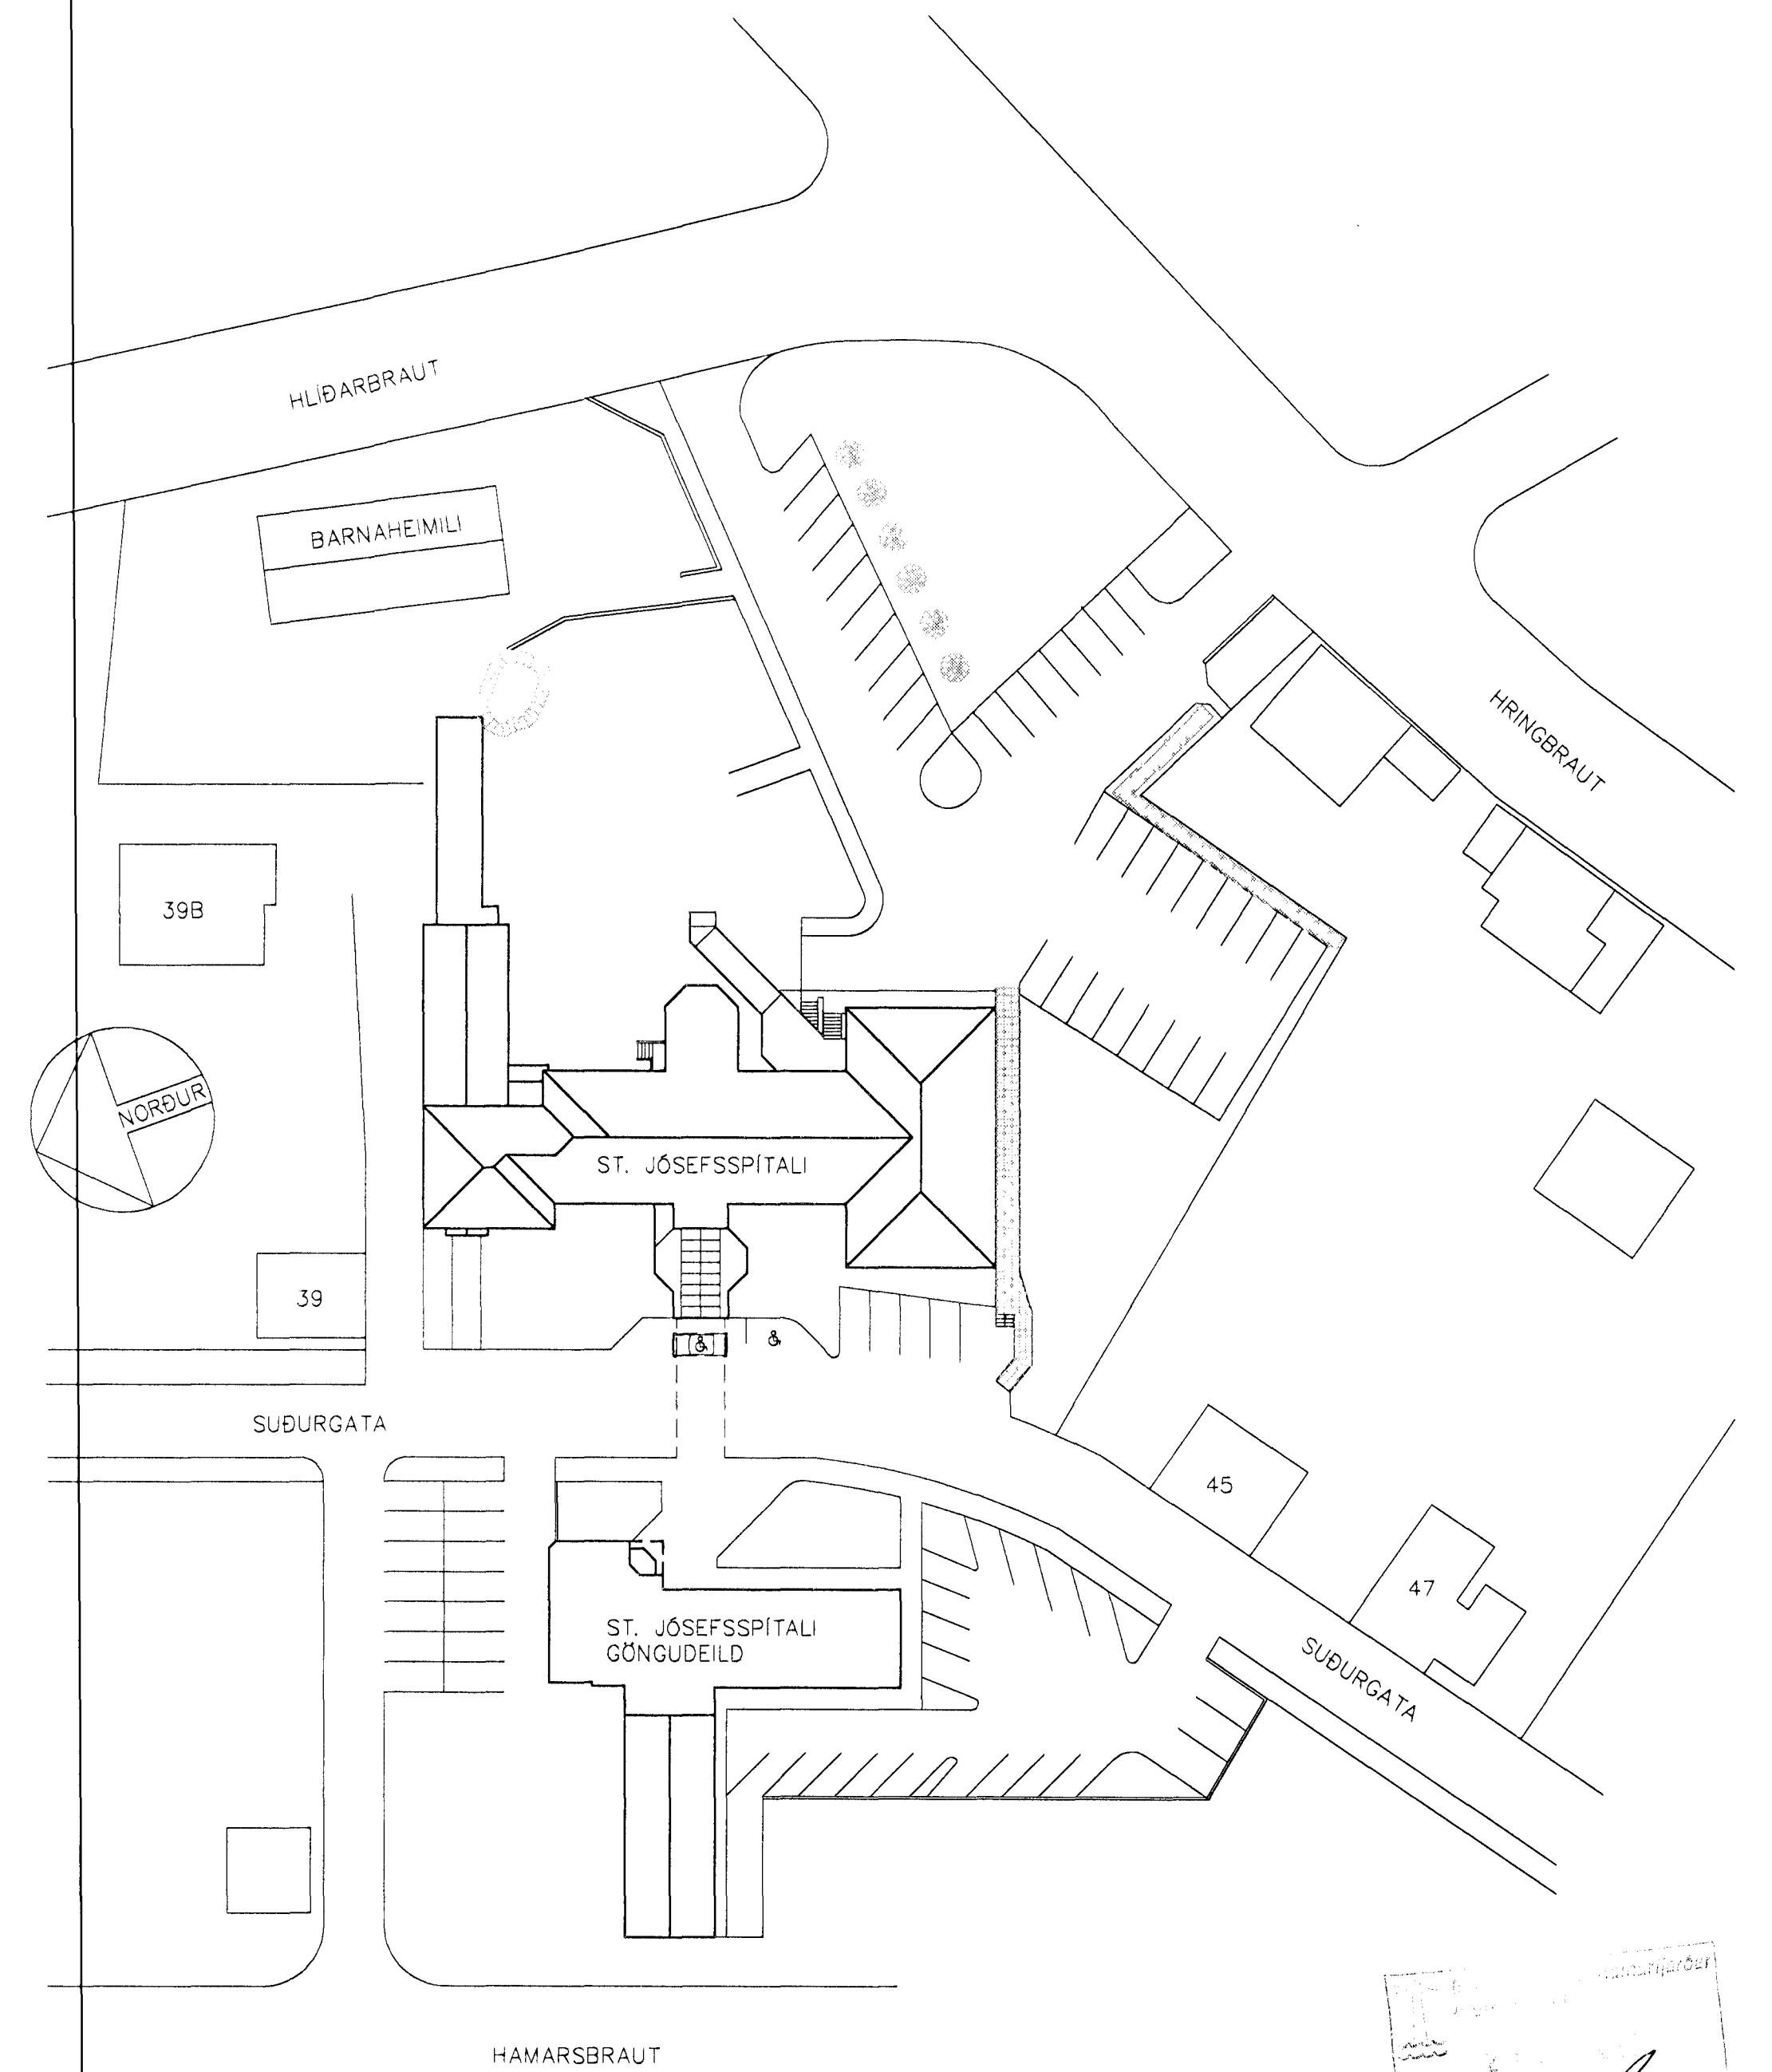 HLÍÐARBRAUT
BARNAHEIMILI
HRINGBRAUT
39B
NORÐUR
ST. JÓSEFSSPÍTALI
39
SUÐURGATA
45
47
ST. JÓSEFSSPÍTALI
GÖNGUDEILD
SUÐURGATA
HAMARSBRAUT